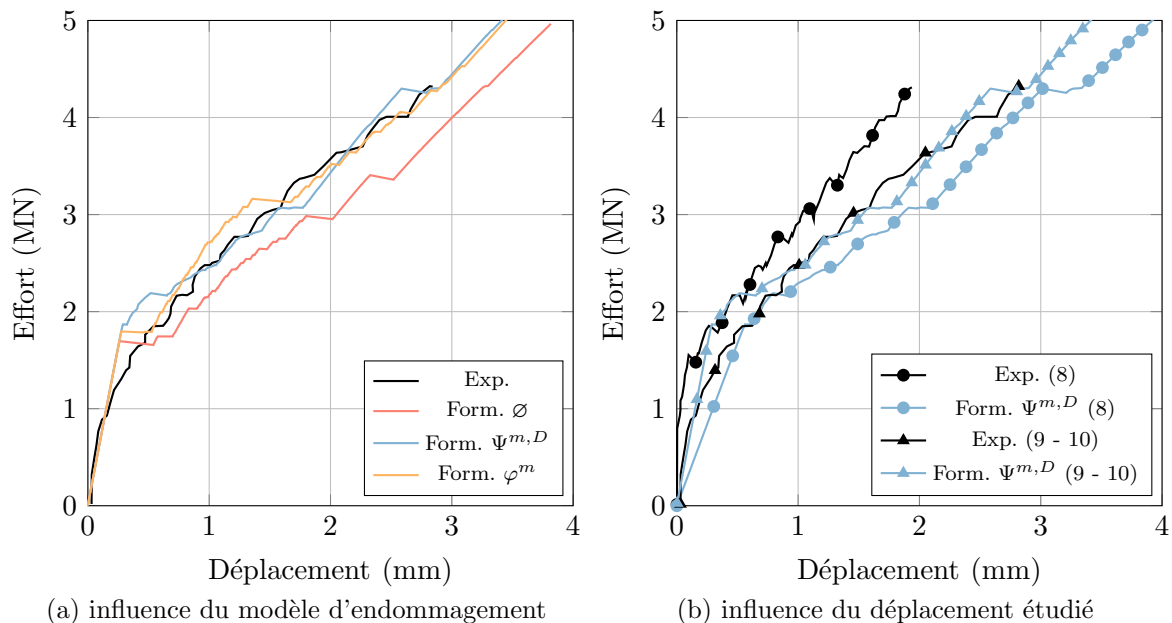 5
4
3
2
1
0
0 1 2 3 4
Effort (MN)
Déplacement (mm)
Exp.
Form. ∅
Form. Ψ^{m,D}
Form. φ^m
(a) influence du modèle d'endommagement
5
4
3
2
1
0
0 1 2 3 4
Effort (MN)
Déplacement (mm)
Exp. (8)
Form. Ψ^{m,D} (8)
Exp. (9 - 10)
Form. Ψ^{m,D} (9 - 10)
(b) influence du déplacement étudié